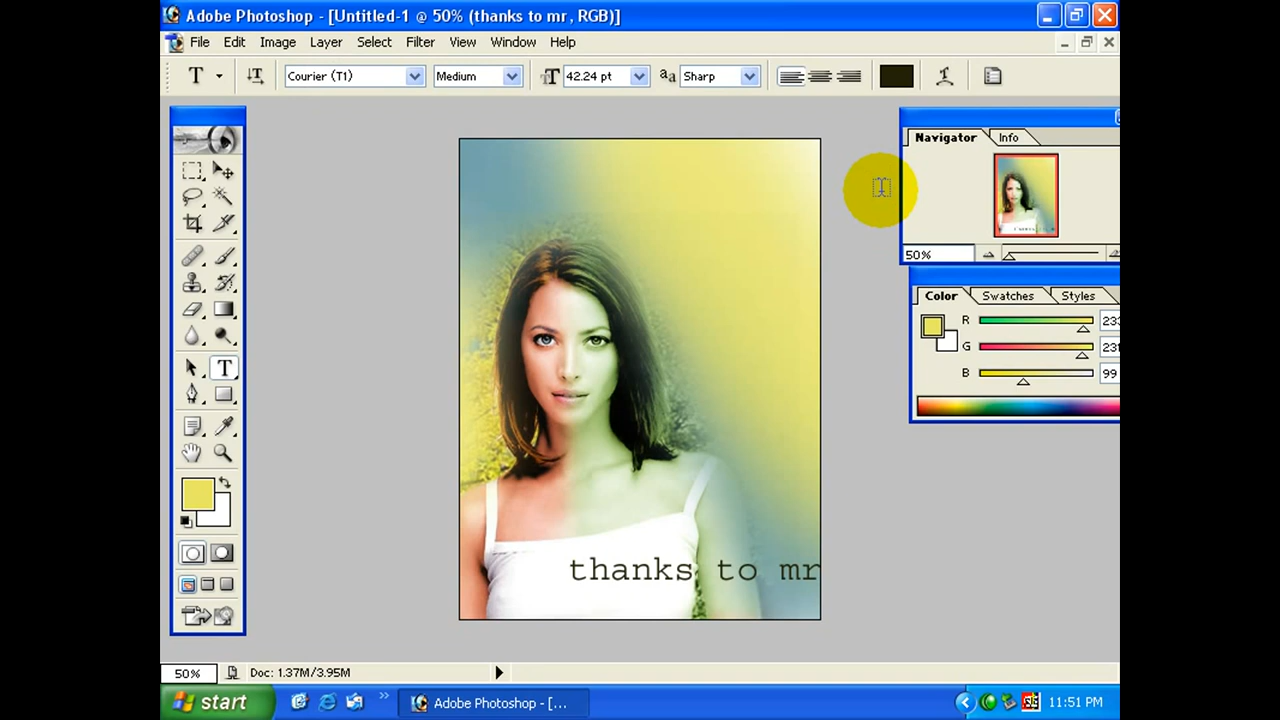 Adobe Photoshop - [Untitled-1 @ 50% (thanks to mr, RGB)]
File Edit Image Layer Select Filter View Window Help
T Courier (T1) Medium T 42.24 pt aa Sharp
Navigator Info
50%
Color Swatches Styles
R 233
G 231
B 99
T
thanks to mr
50% Doc: 1.37M/3.95M
start Adobe Photoshop - [... 11:51 PM